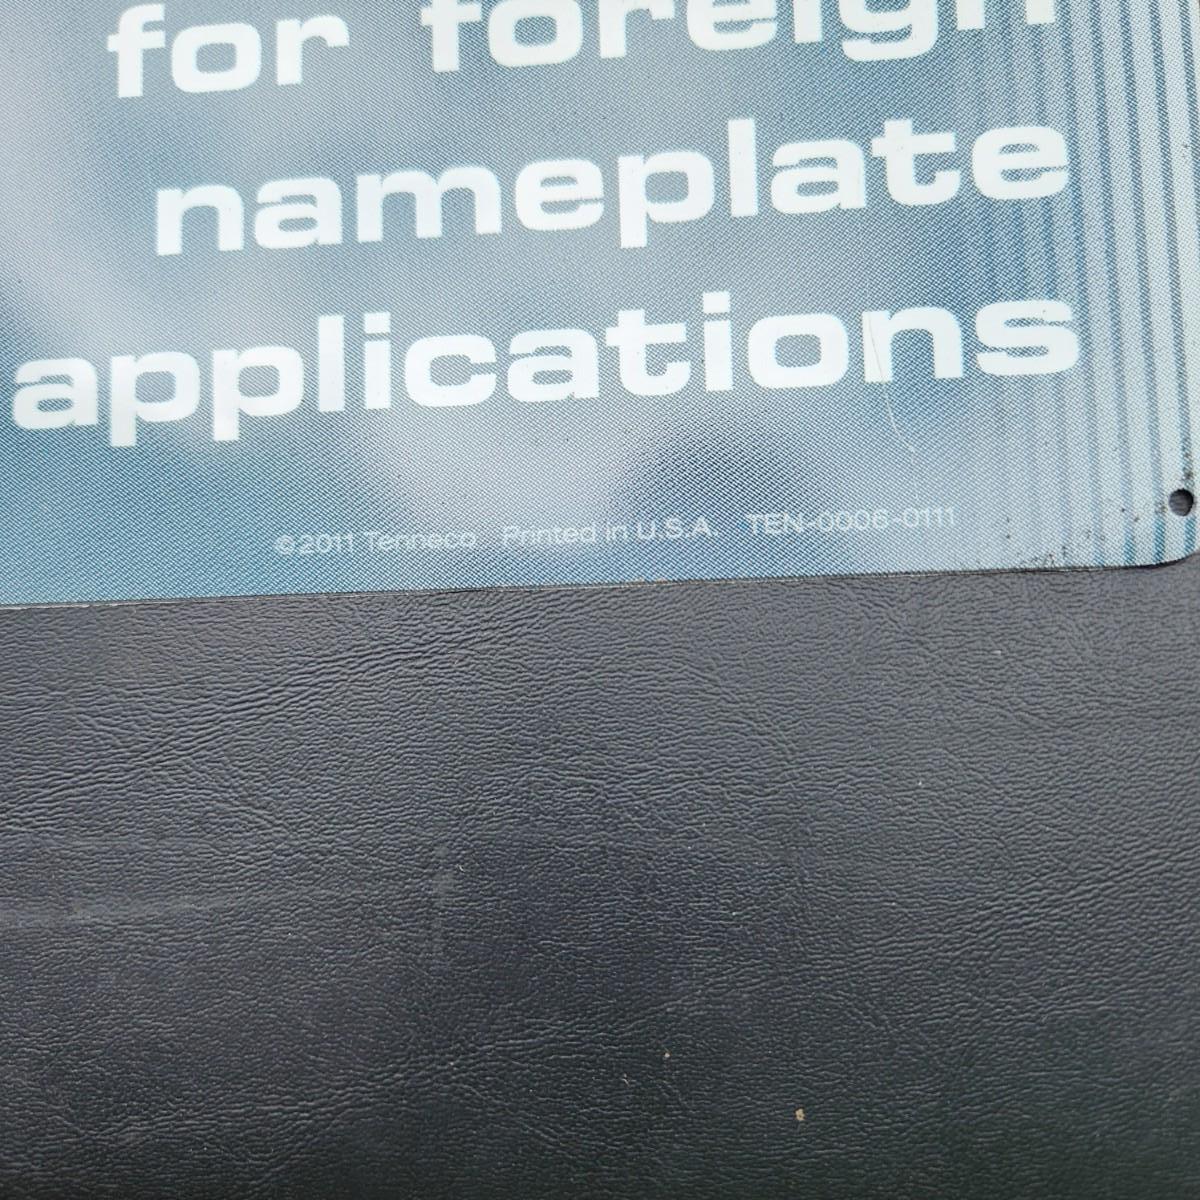 for foreign
nameplate
applications
©2011 Tenneco Printed in U.S.A. TEN-0006-0111